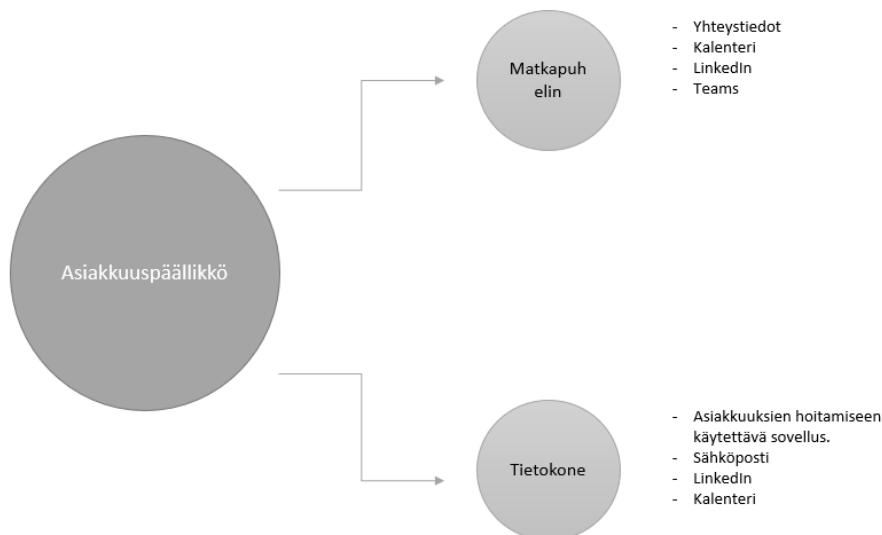 Matkapuh
elin
- Yhteystiedot
- Kalenteri
- LinkedIn
- Teams
Asiakkuuspäällikkö
Tietokone
- Asiakkuuksien hoitamiseen
käytettävä sovellus.
- Sähköposti
- LinkedIn
- Kalenteri